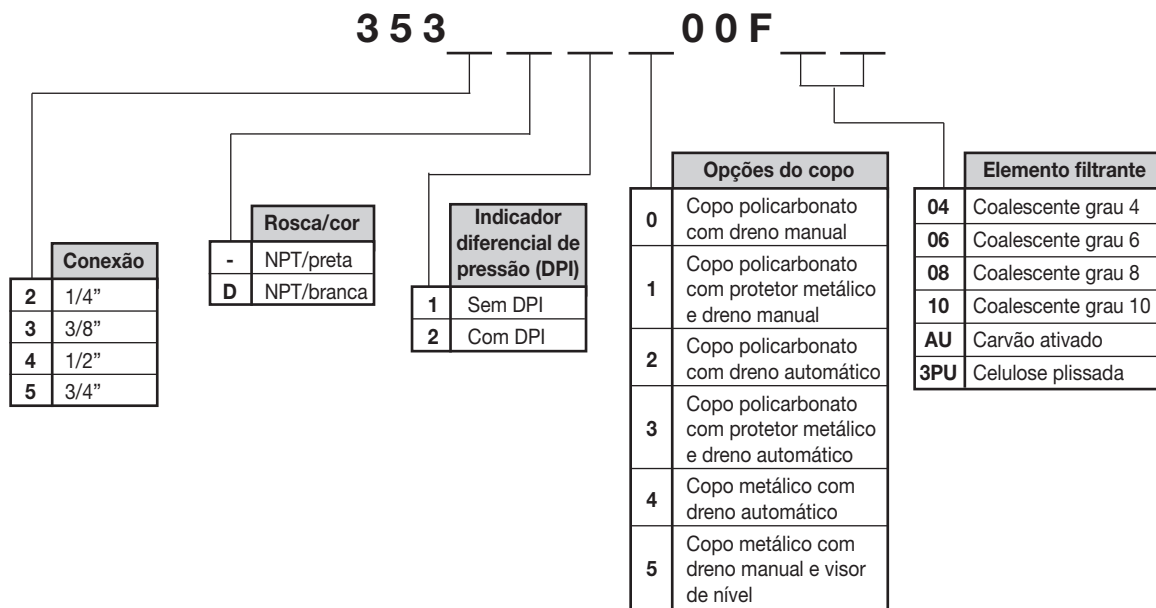 353 _ _ _ _ 00F _ _
Conexão
2 1/4”
3 3/8”
4 1/2”
5 3/4”
Rosca/cor
- NPT/preta
D NPT/branca
Indicador
diferencial de
pressão (DPI)
1 Sem DPI
2 Com DPI
Opções do copo
0 Copo policarbonato
com dreno manual
1 Copo policarbonato
com protetor metálico
e dreno manual
2 Copo policarbonato
com dreno automático
3 Copo policarbonato
com protetor metálico
e dreno automático
4 Copo metálico com
dreno automático
5 Copo metálico com
dreno manual e visor
de nível
Elemento filtrante
04 Coalescente grau 4
06 Coalescente grau 6
08 Coalescente grau 8
10 Coalescente grau 10
AU Carvão ativado
3PU Celulose plissada